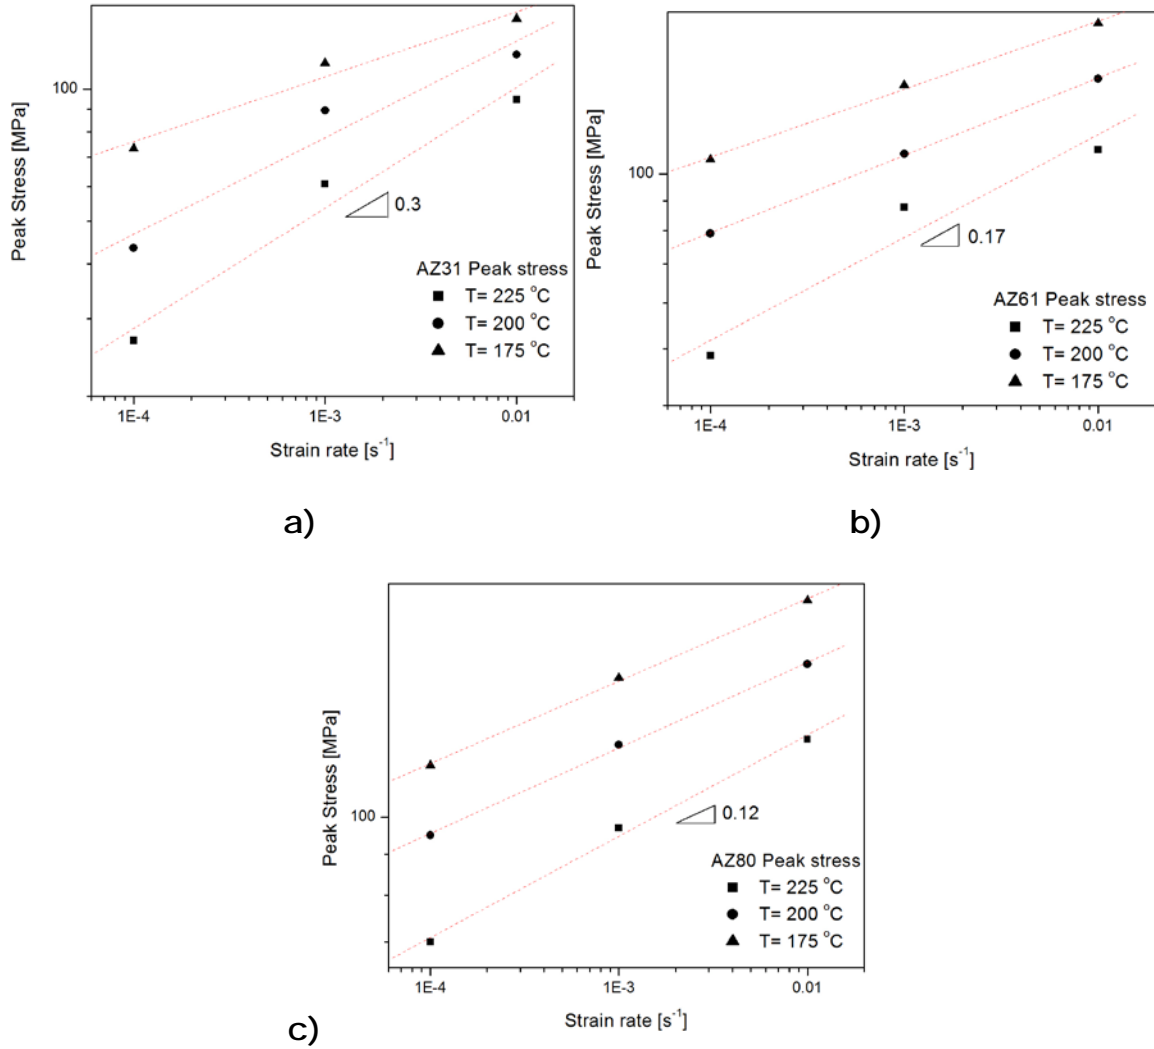 Peak Stress [MPa]
100
0.3
AZ31 Peak stress
T= 225 °C
T= 200 °C
T= 175 °C
1E-4
1E-3
0.01
Strain rate [s⁻¹]
a)
Peak Stress [MPa]
100
0.17
AZ61 Peak stress
T= 225 °C
T= 200 °C
T= 175 °C
1E-4
1E-3
0.01
Strain rate [s⁻¹]
b)
Peak Stress [MPa]
100
0.12
AZ80 Peak stress
T= 225 °C
T= 200 °C
T= 175 °C
1E-4
1E-3
0.01
Strain rate [s⁻¹]
c)